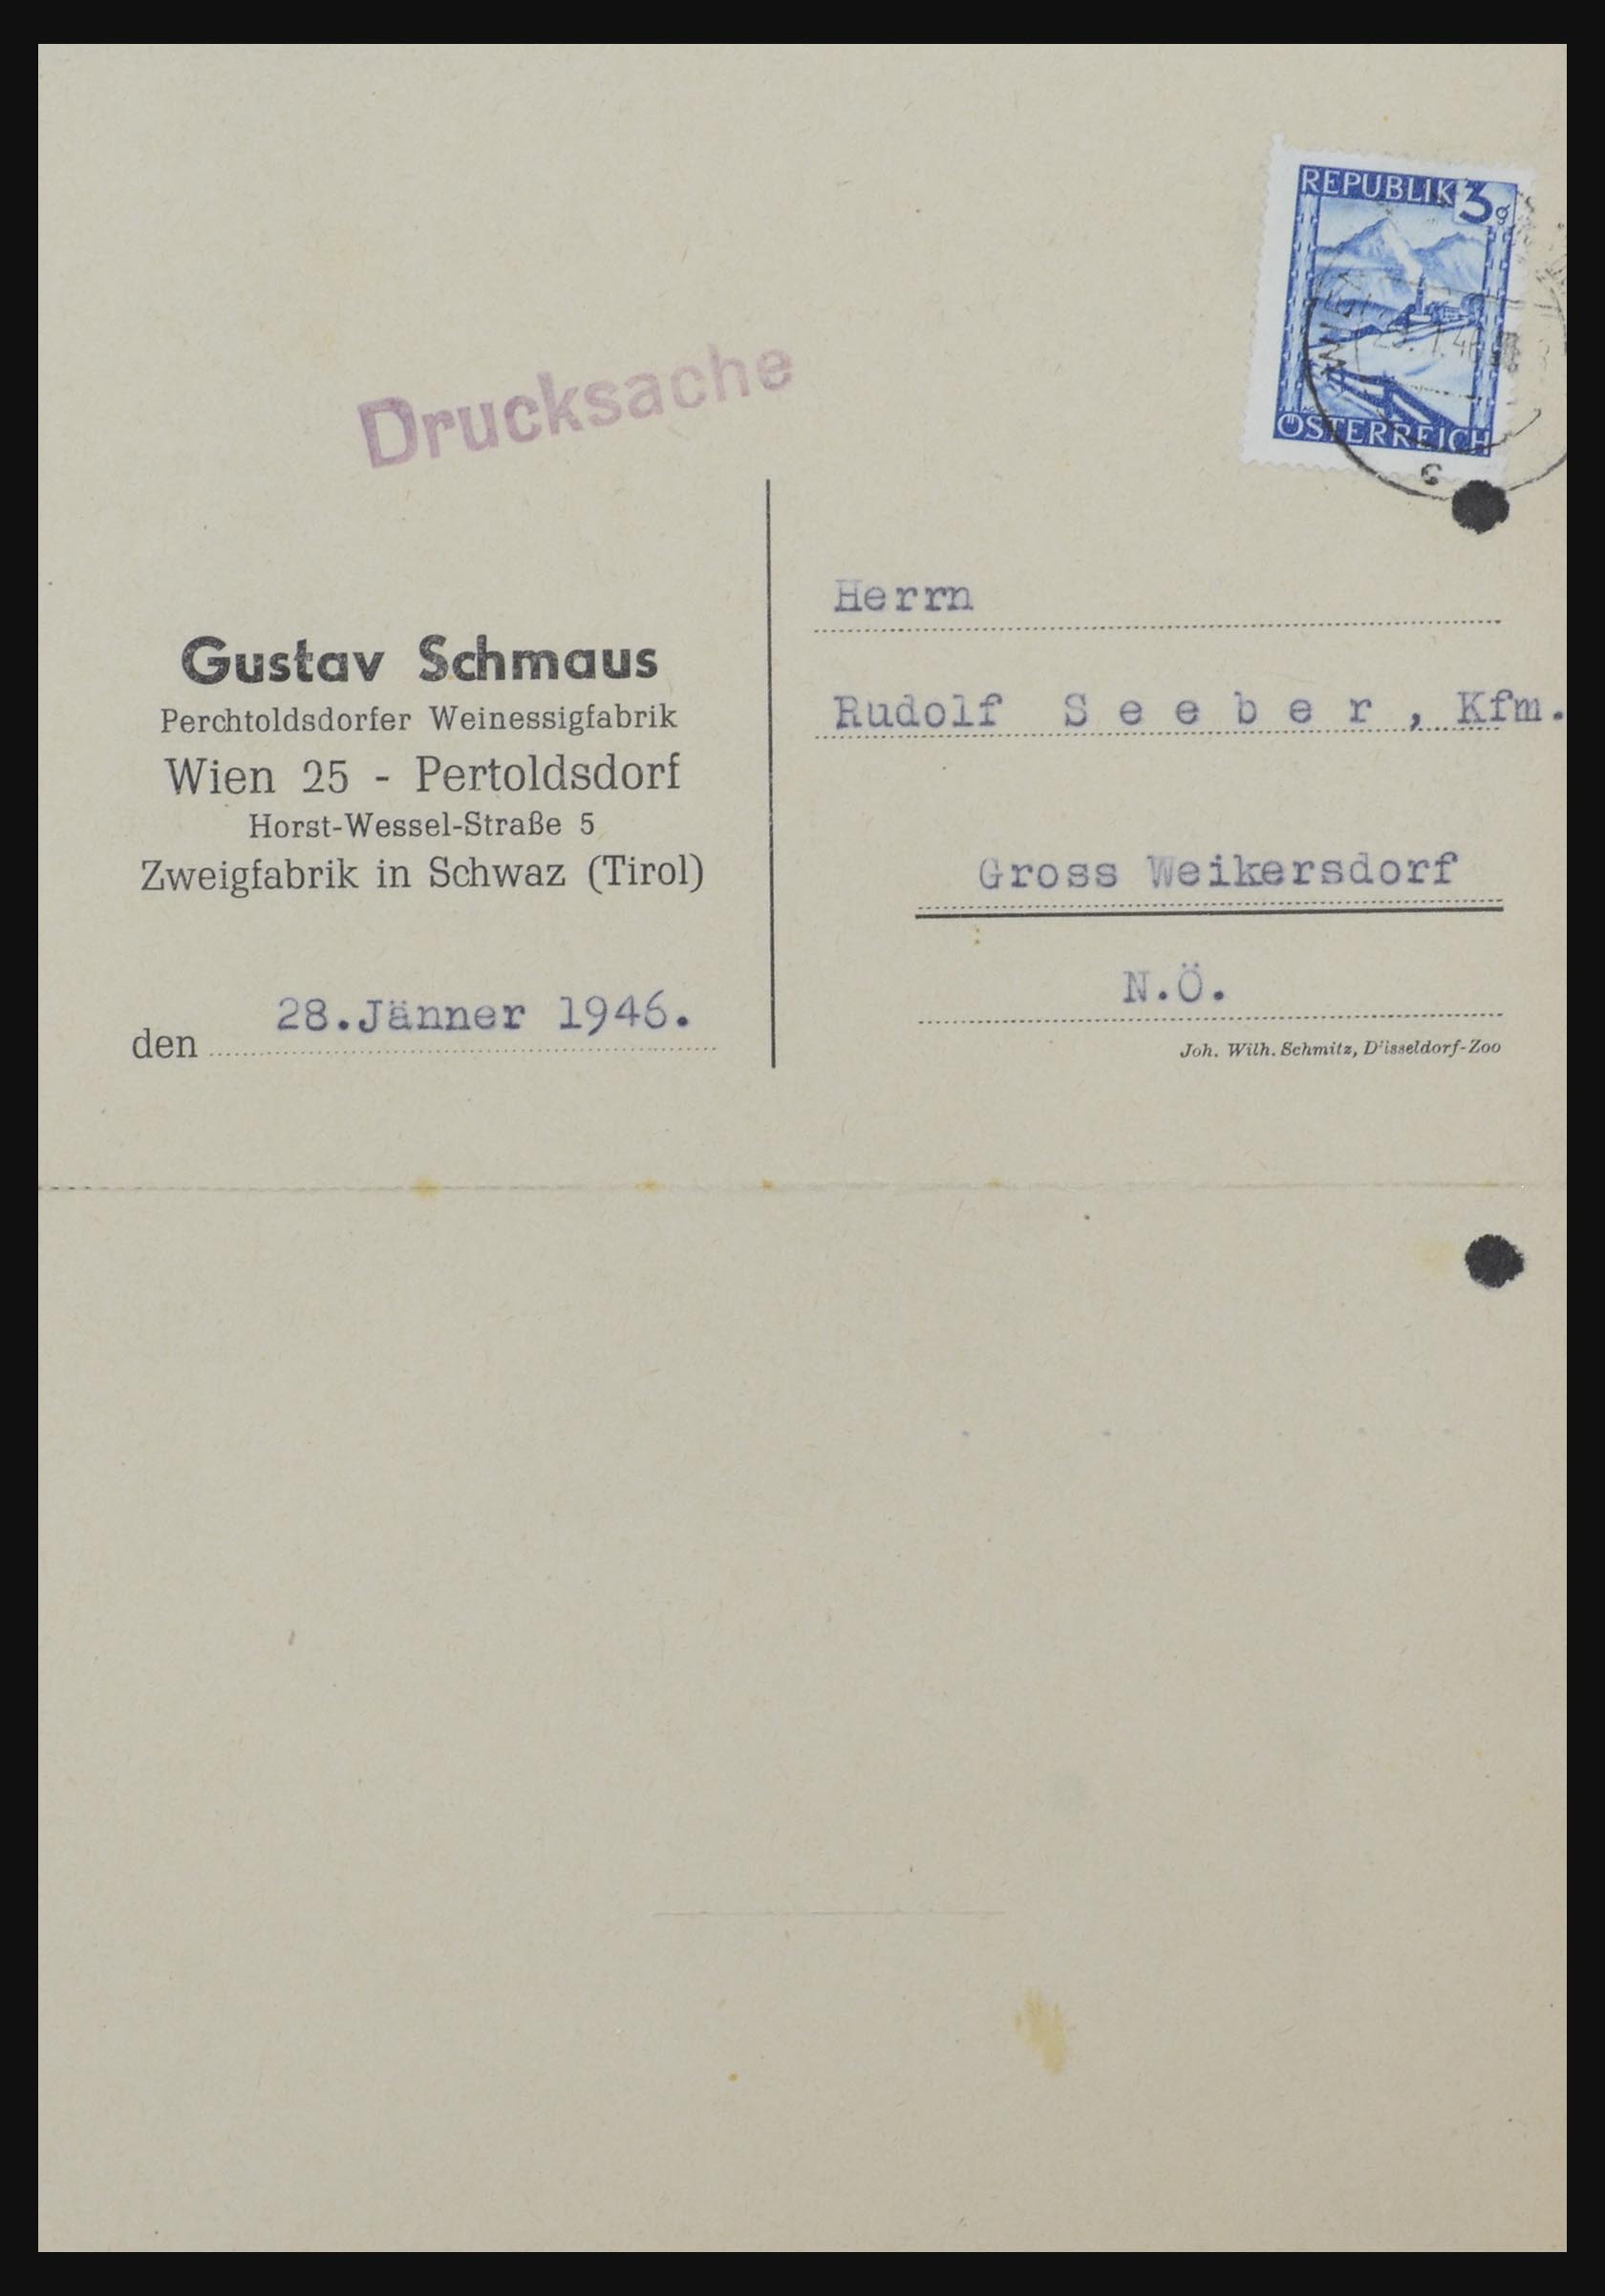 REPUBLIK 3g
ÖSTERREICH
WIEN
c
Drucksache
Gustav Schmaus
Perchtoldsdorfer Weinessigfabrik
Wien 25 - Pertoldsdorf
Horst-Wessel-Straße 5
Zweigfabrik in Schwaz (Tirol)
den 28.Jänner 1946.
Herrn
Rudolf S e e b e r , Kfm.
Gross Weikersdorf
N.Ö.
Joh. Wilh. Schmitz, Düsseldorf-Zoo